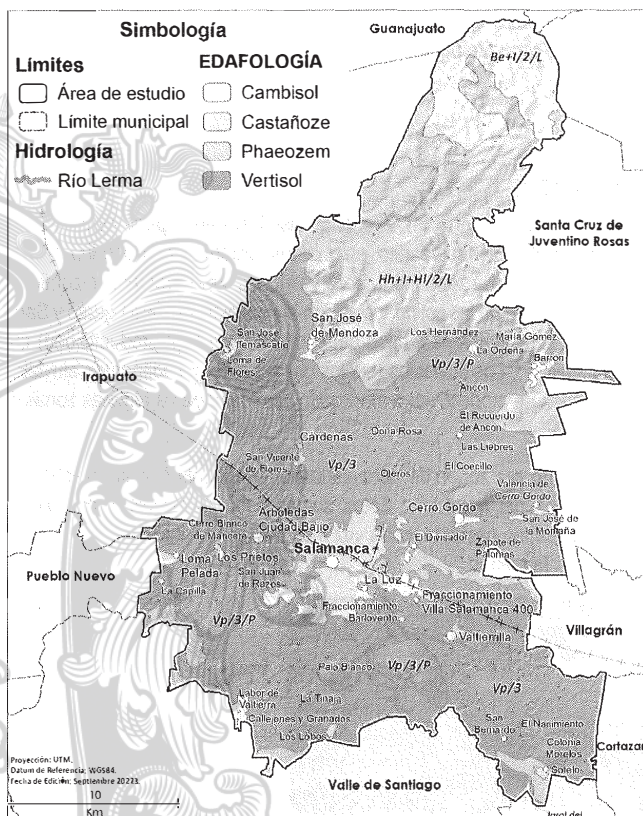 Simbología
Límites
Área de estudio
Límite municipal
Hidrología
Río Lerma
EDAFOLOGÍA
Cambisol
Castañoze
Phaeozem
Vertisol
Guanajuato
Be+I/2/L
Santa Cruz de
Juventino Rosas
Hh+I+Hl/2/L
San José
Temascatío
Loma de
Flores
San José
de Mendoza
Los Hernández
María Gómez
La Ordeña
Barrón
Vp/3/P
Irapuato
Ancón
El Recuerdo
de Ancón
Cárdenas
Doña Rosa
Las Liebres
San Vicente
de Flores
Vp/3
Oteros
El Coecillo
Valencia de
Cerro Gordo
Cerro Gordo
Arboledas
Ciudad Bajío
San José de
la Montaña
Cerro Blanco
de Mancera
El Divisador
Zapote de
Palomas
Salamanca
Loma
Pelada
Los Prietos
San Juan
de Razos
La Luz
Pueblo Nuevo
La Capilla
Fraccionamiento
Barlovento
Fraccionamiento
Villa Salamanca 400
Villagrán
Vp/3/P
Valtierrilla
Palo Blanco
Vp/3/P
Vp/3
Labor de
Valtierra
La Tinaja
Callejones y Granados
Los Lobos
San
Bernardo
El Nacimiento
Colonia
Morelos
Sotelo
Cortazar
Valle de Santiago
Jaral del
Proyección: UTM.
Datum de Referencia: WGS84.
Fecha de Edición: Septiembre 20223.
10
Km